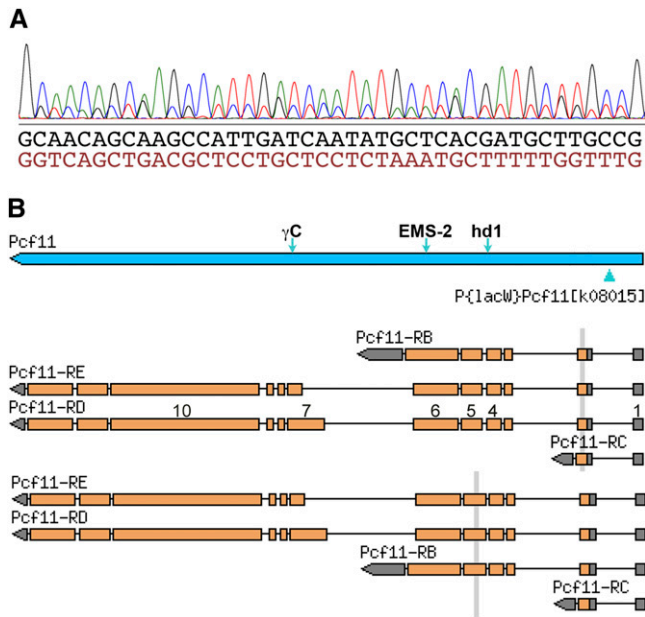 A
GCAACAGCAAGCCATTGATCAATATGCTCACGATGCTTGCCG
GGTCAGCTGACGCTCCTGCTCCTCTAAATGCTTTTTGGTTTG
B
γC EMS-2 hd1
Pcf11
P{lacW}Pcf11[k08015]
Pcf11-RB
Pcf11-RE
Pcf11-RD 10 7 6 5 4 1
Pcf11-RC
Pcf11-RE
Pcf11-RD
Pcf11-RB
Pcf11-RC